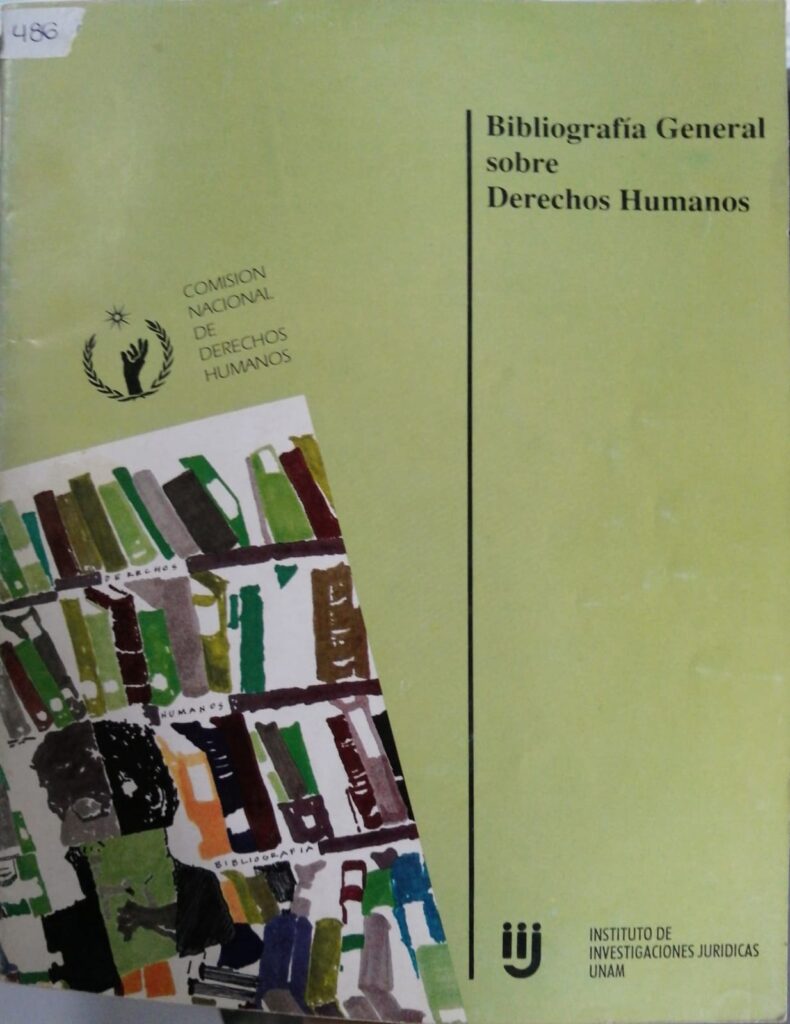 486
Bibliografía General
sobre
Derechos Humanos
COMISION
NACIONAL
DE
DERECHOS
HUMANOS
DERECHOS
HUMANOS
BIBLIOGRAFIA
iij
INSTITUTO DE
INVESTIGACIONES JURIDICAS
UNAM